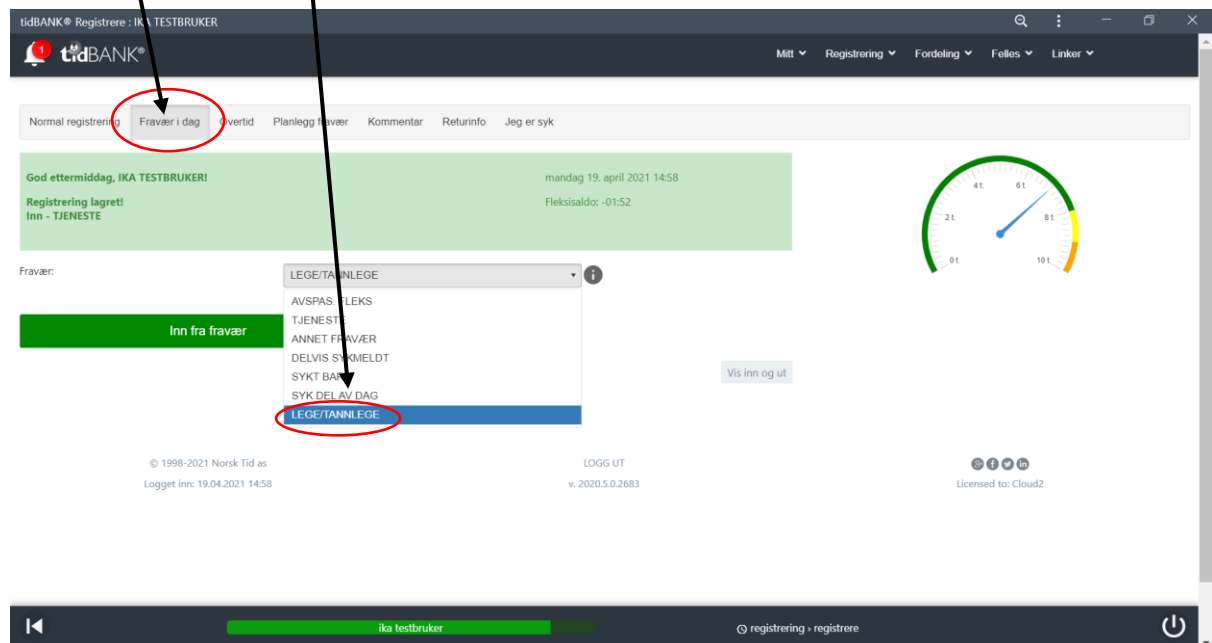 tidBANK® Registrere : IKA TESTBRUKER
1
tidBANK®
Mitt Registrering Fordeling Felles Linker
Normal registrering Fravær i dag Overtid Planlegg fravær Kommentar Returinfo Jeg er syk
God ettermiddag, IKA TESTBRUKER!
mandag 19. april 2021 14:58
Registrering lagret!
Inn - TJENESTE
Fleksisaldo: -01:52
0 t. 2 t. 4 t. 6 t. 8 t. 10 t.
Fravær:
LEGE/TANNLEGE
AVSPAS. FLEKS
TJENESTE
ANNET FRAVÆR
DELVIS SYKMELDT
SYKT BARN
SYK DEL AV DAG
LEGE/TANNLEGE
Inn fra fravær
Vis inn og ut
© 1998-2021 Norsk Tid as
Logget inn: 19.04.2021 14:58
LOGG UT
v. 2020.5.0.2683
Licensed to: Cloud2
ika testbruker
registrering › registrere